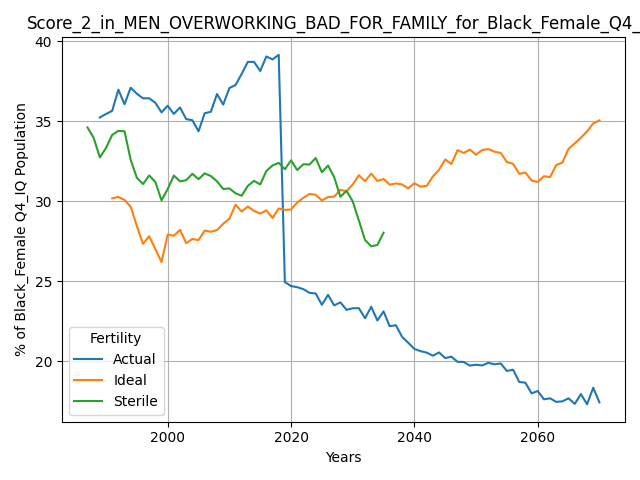 Score_2_in_MEN_OVERWORKING_BAD_FOR_FAMILY_for_Black_Female_Q4_
% of Black_Female Q4_IQ Population
40
35
30
25
20
Fertility
Actual
Ideal
Sterile
2000
2020
2040
2060
Years